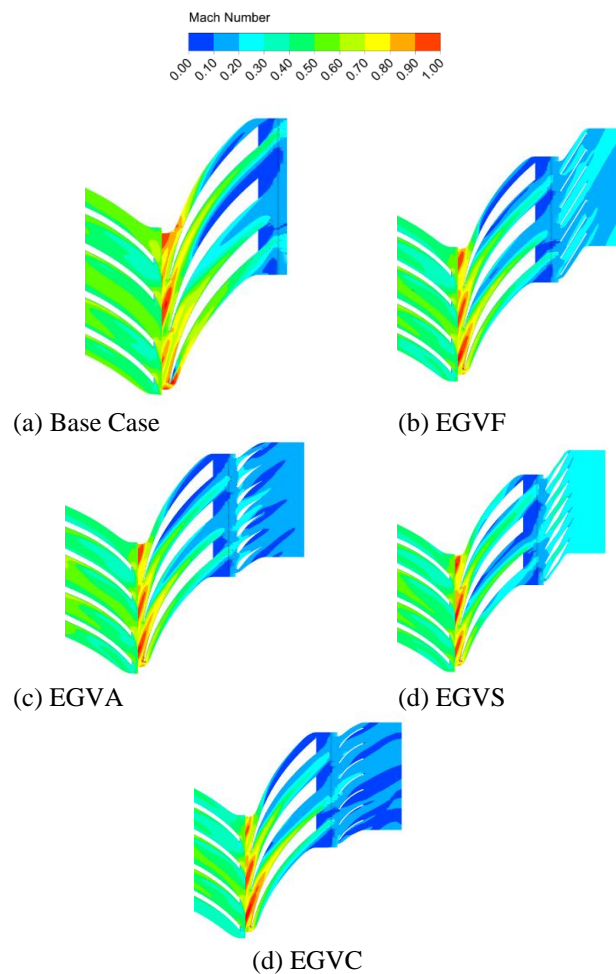 Mach Number
0.00 0.10 0.20 0.30 0.40 0.50 0.60 0.70 0.80 0.90 1.00
(a) Base Case (b) EGVF
(c) EGVA (d) EGVS
(d) EGVC